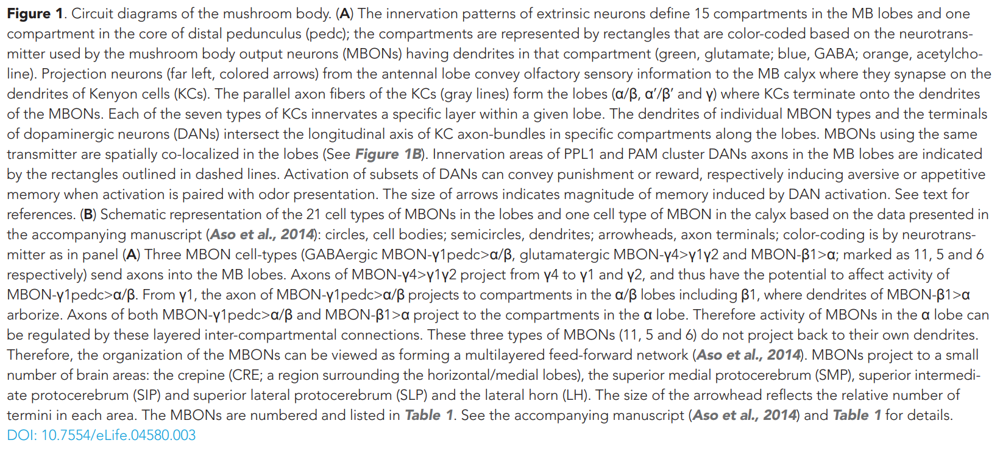 Figure 1. Circuit diagrams of the mushroom body. (A) The innervation patterns of extrinsic neurons define 15 compartments in the MB lobes and one
compartment in the core of distal pedunculus (pedc); the compartments are represented by rectangles that are color-coded based on the neurotrans-
mitter used by the mushroom body output neurons (MBONs) having dendrites in that compartment (green, glutamate; blue, GABA; orange, acetylcho-
line). Projection neurons (far left, colored arrows) from the antennal lobe convey olfactory sensory information to the MB calyx where they synapse on the
dendrites of Kenyon cells (KCs). The parallel axon fibers of the KCs (gray lines) form the lobes (α/β, α′/β′ and γ) where KCs terminate onto the dendrites
of the MBONs. Each of the seven types of KCs innervates a specific layer within a given lobe. The dendrites of individual MBON types and the terminals
of dopaminergic neurons (DANs) intersect the longitudinal axis of KC axon-bundles in specific compartments along the lobes. MBONs using the same
transmitter are spatially co-localized in the lobes (See Figure 1B). Innervation areas of PPL1 and PAM cluster DANs axons in the MB lobes are indicated
by the rectangles outlined in dashed lines. Activation of subsets of DANs can convey punishment or reward, respectively inducing aversive or appetitive
memory when activation is paired with odor presentation. The size of arrows indicates magnitude of memory induced by DAN activation. See text for
references. (B) Schematic representation of the 21 cell types of MBONs in the lobes and one cell type of MBON in the calyx based on the data presented in
the accompanying manuscript (Aso et al., 2014): circles, cell bodies; semicircles, dendrites; arrowheads, axon terminals; color-coding is by neurotrans-
mitter as in panel (A) Three MBON cell-types (GABAergic MBON-γ1pedc>α/β, glutamatergic MBON-γ4>γ1γ2 and MBON-β1>α; marked as 11, 5 and 6
respectively) send axons into the MB lobes. Axons of MBON-γ4>γ1γ2 project from γ4 to γ1 and γ2, and thus have the potential to affect activity of
MBON-γ1pedc>α/β. From γ1, the axon of MBON-γ1pedc>α/β projects to compartments in the α/β lobes including β1, where dendrites of MBON-β1>α
arborize. Axons of both MBON-γ1pedc>α/β and MBON-β1>α project to the compartments in the α lobe. Therefore activity of MBONs in the α lobe can
be regulated by these layered inter-compartmental connections. These three types of MBONs (11, 5 and 6) do not project back to their own dendrites.
Therefore, the organization of the MBONs can be viewed as forming a multilayered feed-forward network (Aso et al., 2014). MBONs project to a small
number of brain areas: the crepine (CRE; a region surrounding the horizontal/medial lobes), the superior medial protocerebrum (SMP), superior intermedi-
ate protocerebrum (SIP) and superior lateral protocerebrum (SLP) and the lateral horn (LH). The size of the arrowhead reflects the relative number of
termini in each area. The MBONs are numbered and listed in Table 1. See the accompanying manuscript (Aso et al., 2014) and Table 1 for details.
DOI: 10.7554/eLife.04580.003